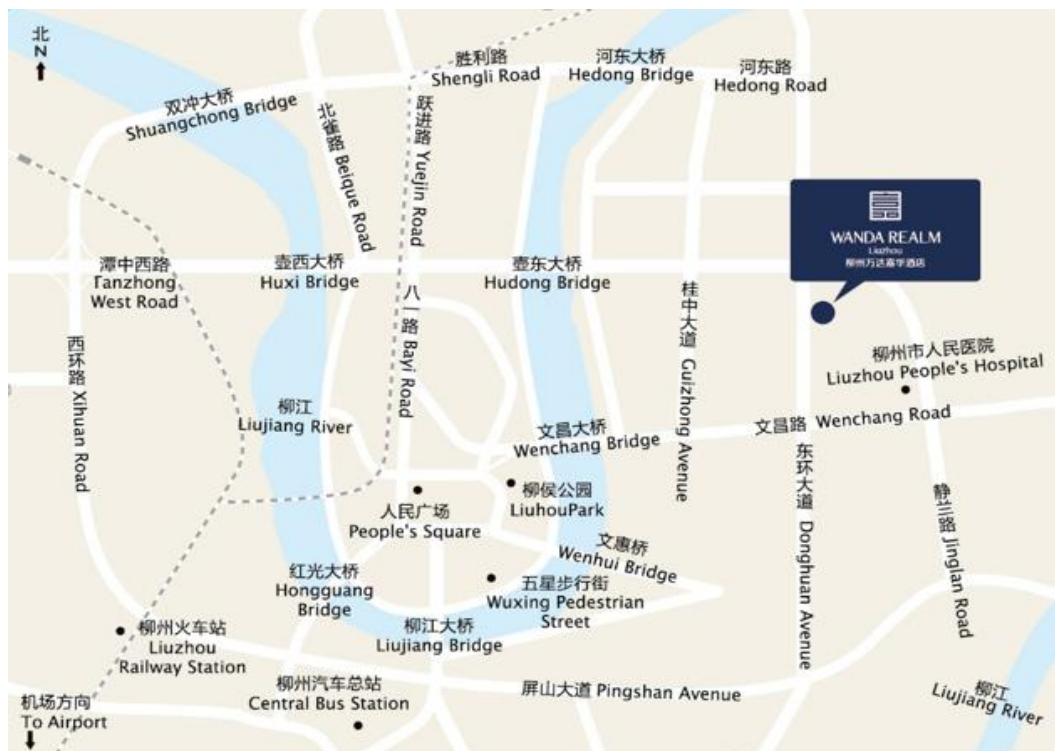 北
N
胜利路
Shengli Road
河东大桥
Hedong Bridge
河东路
Hedong Road
双冲大桥
Shuangchong Bridge
北雀路 Beique Road
跃进路 Yuejin Road
WANDA REALM
Liuzhou
柳州万达嘉华酒店
潭中西路
Tanzhong
West Road
壶西大桥
Huxi Bridge
壶东大桥
Hudong Bridge
八一路 Bayi Road
桂中大道 Guizhong Avenue
西环路 Xihuan Road
柳州市人民医院
Liuzhou People's Hospital
柳江
Liujiang River
文昌大桥
Wenchang Bridge
文昌路 Wenchang Road
东环大道 Donghuan Avenue
人民广场
People's Square
柳侯公园
LiuhouPark
静兰路 Jinglan Road
文惠桥
Wenhui Bridge
红光大桥
Hongguang
Bridge
五星步行街
Wuxing Pedestrian
Street
柳江大桥
Liujiang Bridge
柳州火车站
Liuzhou
Railway Station
柳州汽车总站
Central Bus Station
屏山大道 Pingshan Avenue
机场方向
To Airport
柳江
Liujiang River